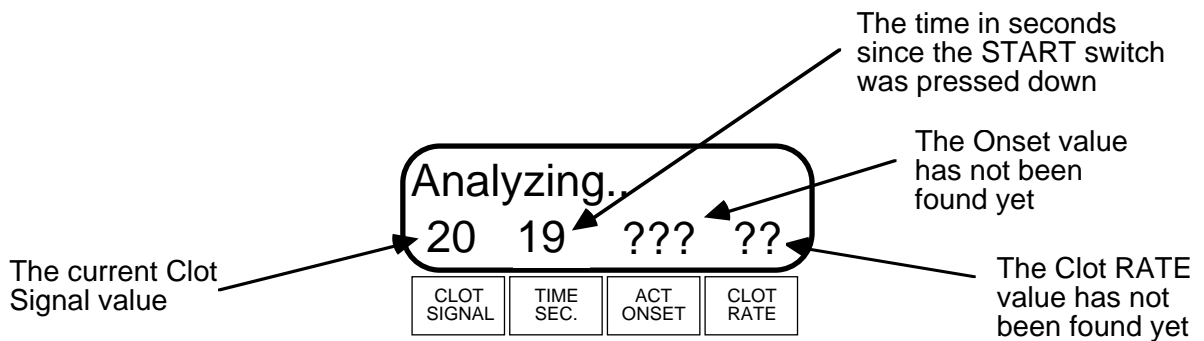 The time in seconds
since the START switch
was pressed down
The Onset value
has not been
found yet
Analyzing..
20 19 ??? ??
The current Clot
Signal value
The Clot RATE
value has not
been found yet
CLOT
SIGNAL
TIME
SEC.
ACT
ONSET
CLOT
RATE